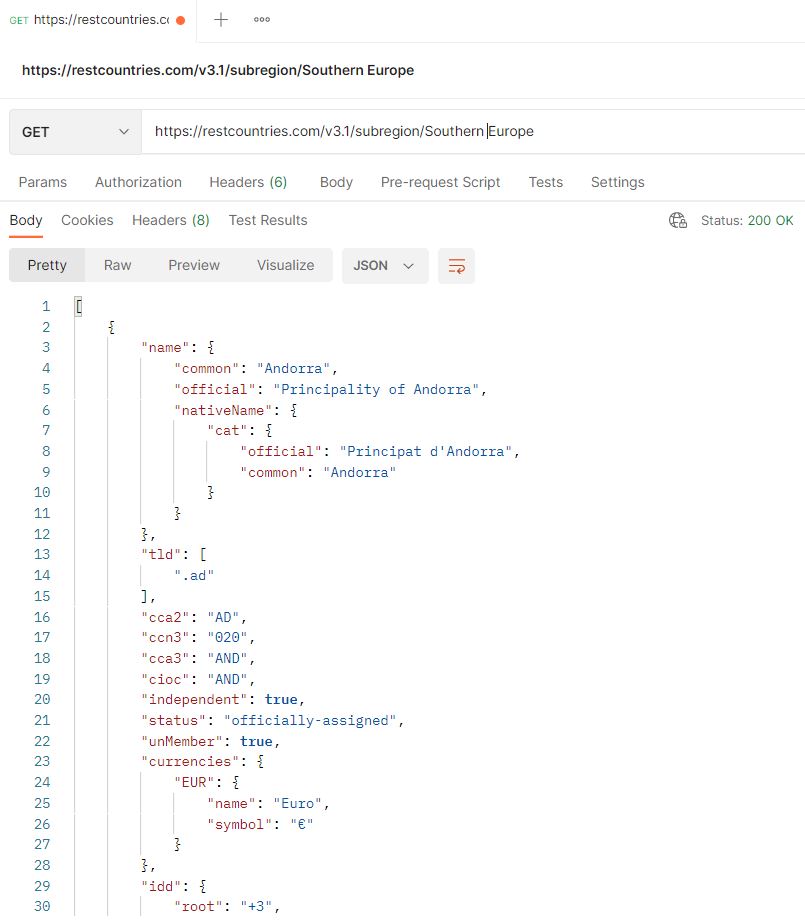 GET https://restcountries.cc
https://restcountries.com/v3.1/subregion/Southern Europe
GET https://restcountries.com/v3.1/subregion/Southern Europe
Params Authorization Headers (6) Body Pre-request Script Tests Settings
Body Cookies Headers (8) Test Results Status: 200 OK
Pretty Raw Preview Visualize JSON
1 [
2 {
3 "name": {
4 "common": "Andorra",
5 "official": "Principality of Andorra",
6 "nativeName": {
7 "cat": {
8 "official": "Principat d'Andorra",
9 "common": "Andorra"
10 }
11 }
12 },
13 "tld": [
14 ".ad"
15 ],
16 "cca2": "AD",
17 "ccn3": "020",
18 "cca3": "AND",
19 "cioc": "AND",
20 "independent": true,
21 "status": "officially-assigned",
22 "unMember": true,
23 "currencies": {
24 "EUR": {
25 "name": "Euro",
26 "symbol": "€"
27 }
28 },
29 "idd": {
30 "root": "+3",